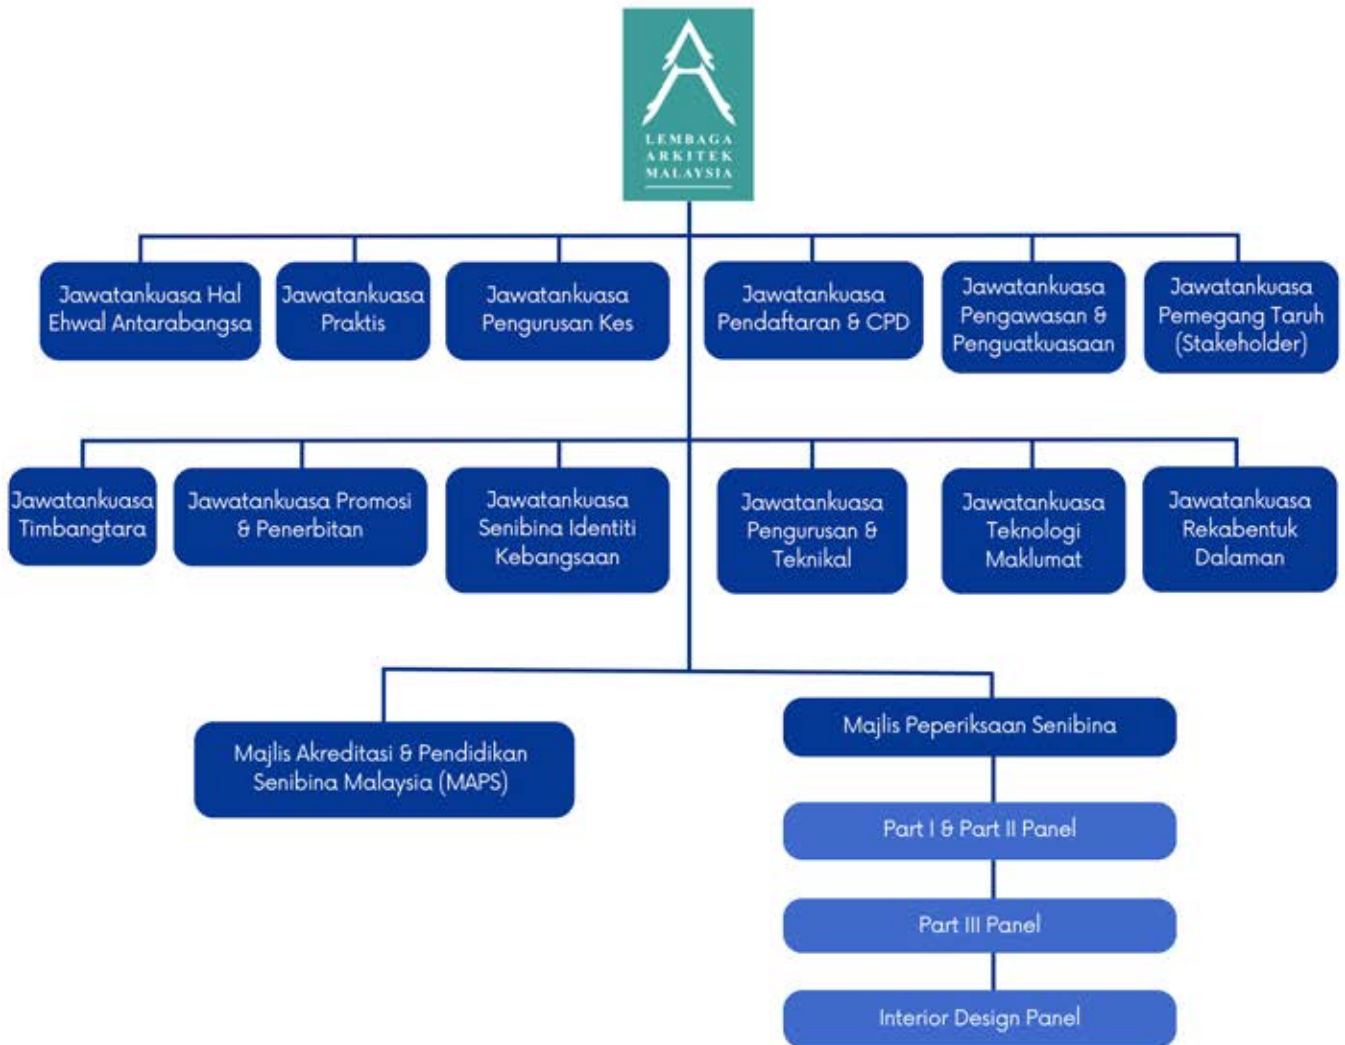 LEMBAGA
ARKITEK
MALAYSIA
Jawatankuasa Hal
Ehwal Antarabangsa
Jawatankuasa
Praktis
Jawatankuasa
Pengurusan Kes
Jawatankuasa
Pendaftaran & CPD
Jawatankuasa
Pengawasan &
Penguatkuasaan
Jawatankuasa
Pemegang Taruh
(Stakeholder)
Jawatankuasa
Timbangtara
Jawatankuasa Promosi
& Penerbitan
Jawatankuasa
Senibina Identiti
Kebangsaan
Jawatankuasa
Pengurusan &
Teknikal
Jawatankuasa
Teknologi
Maklumat
Jawatankuasa
Rekabentuk
Dalaman
Majlis Akreditasi & Pendidikan
Senibina Malaysia (MAPS)
Majlis Peperiksaan Senibina
Part I & Part II Panel
Part III Panel
Interior Design Panel